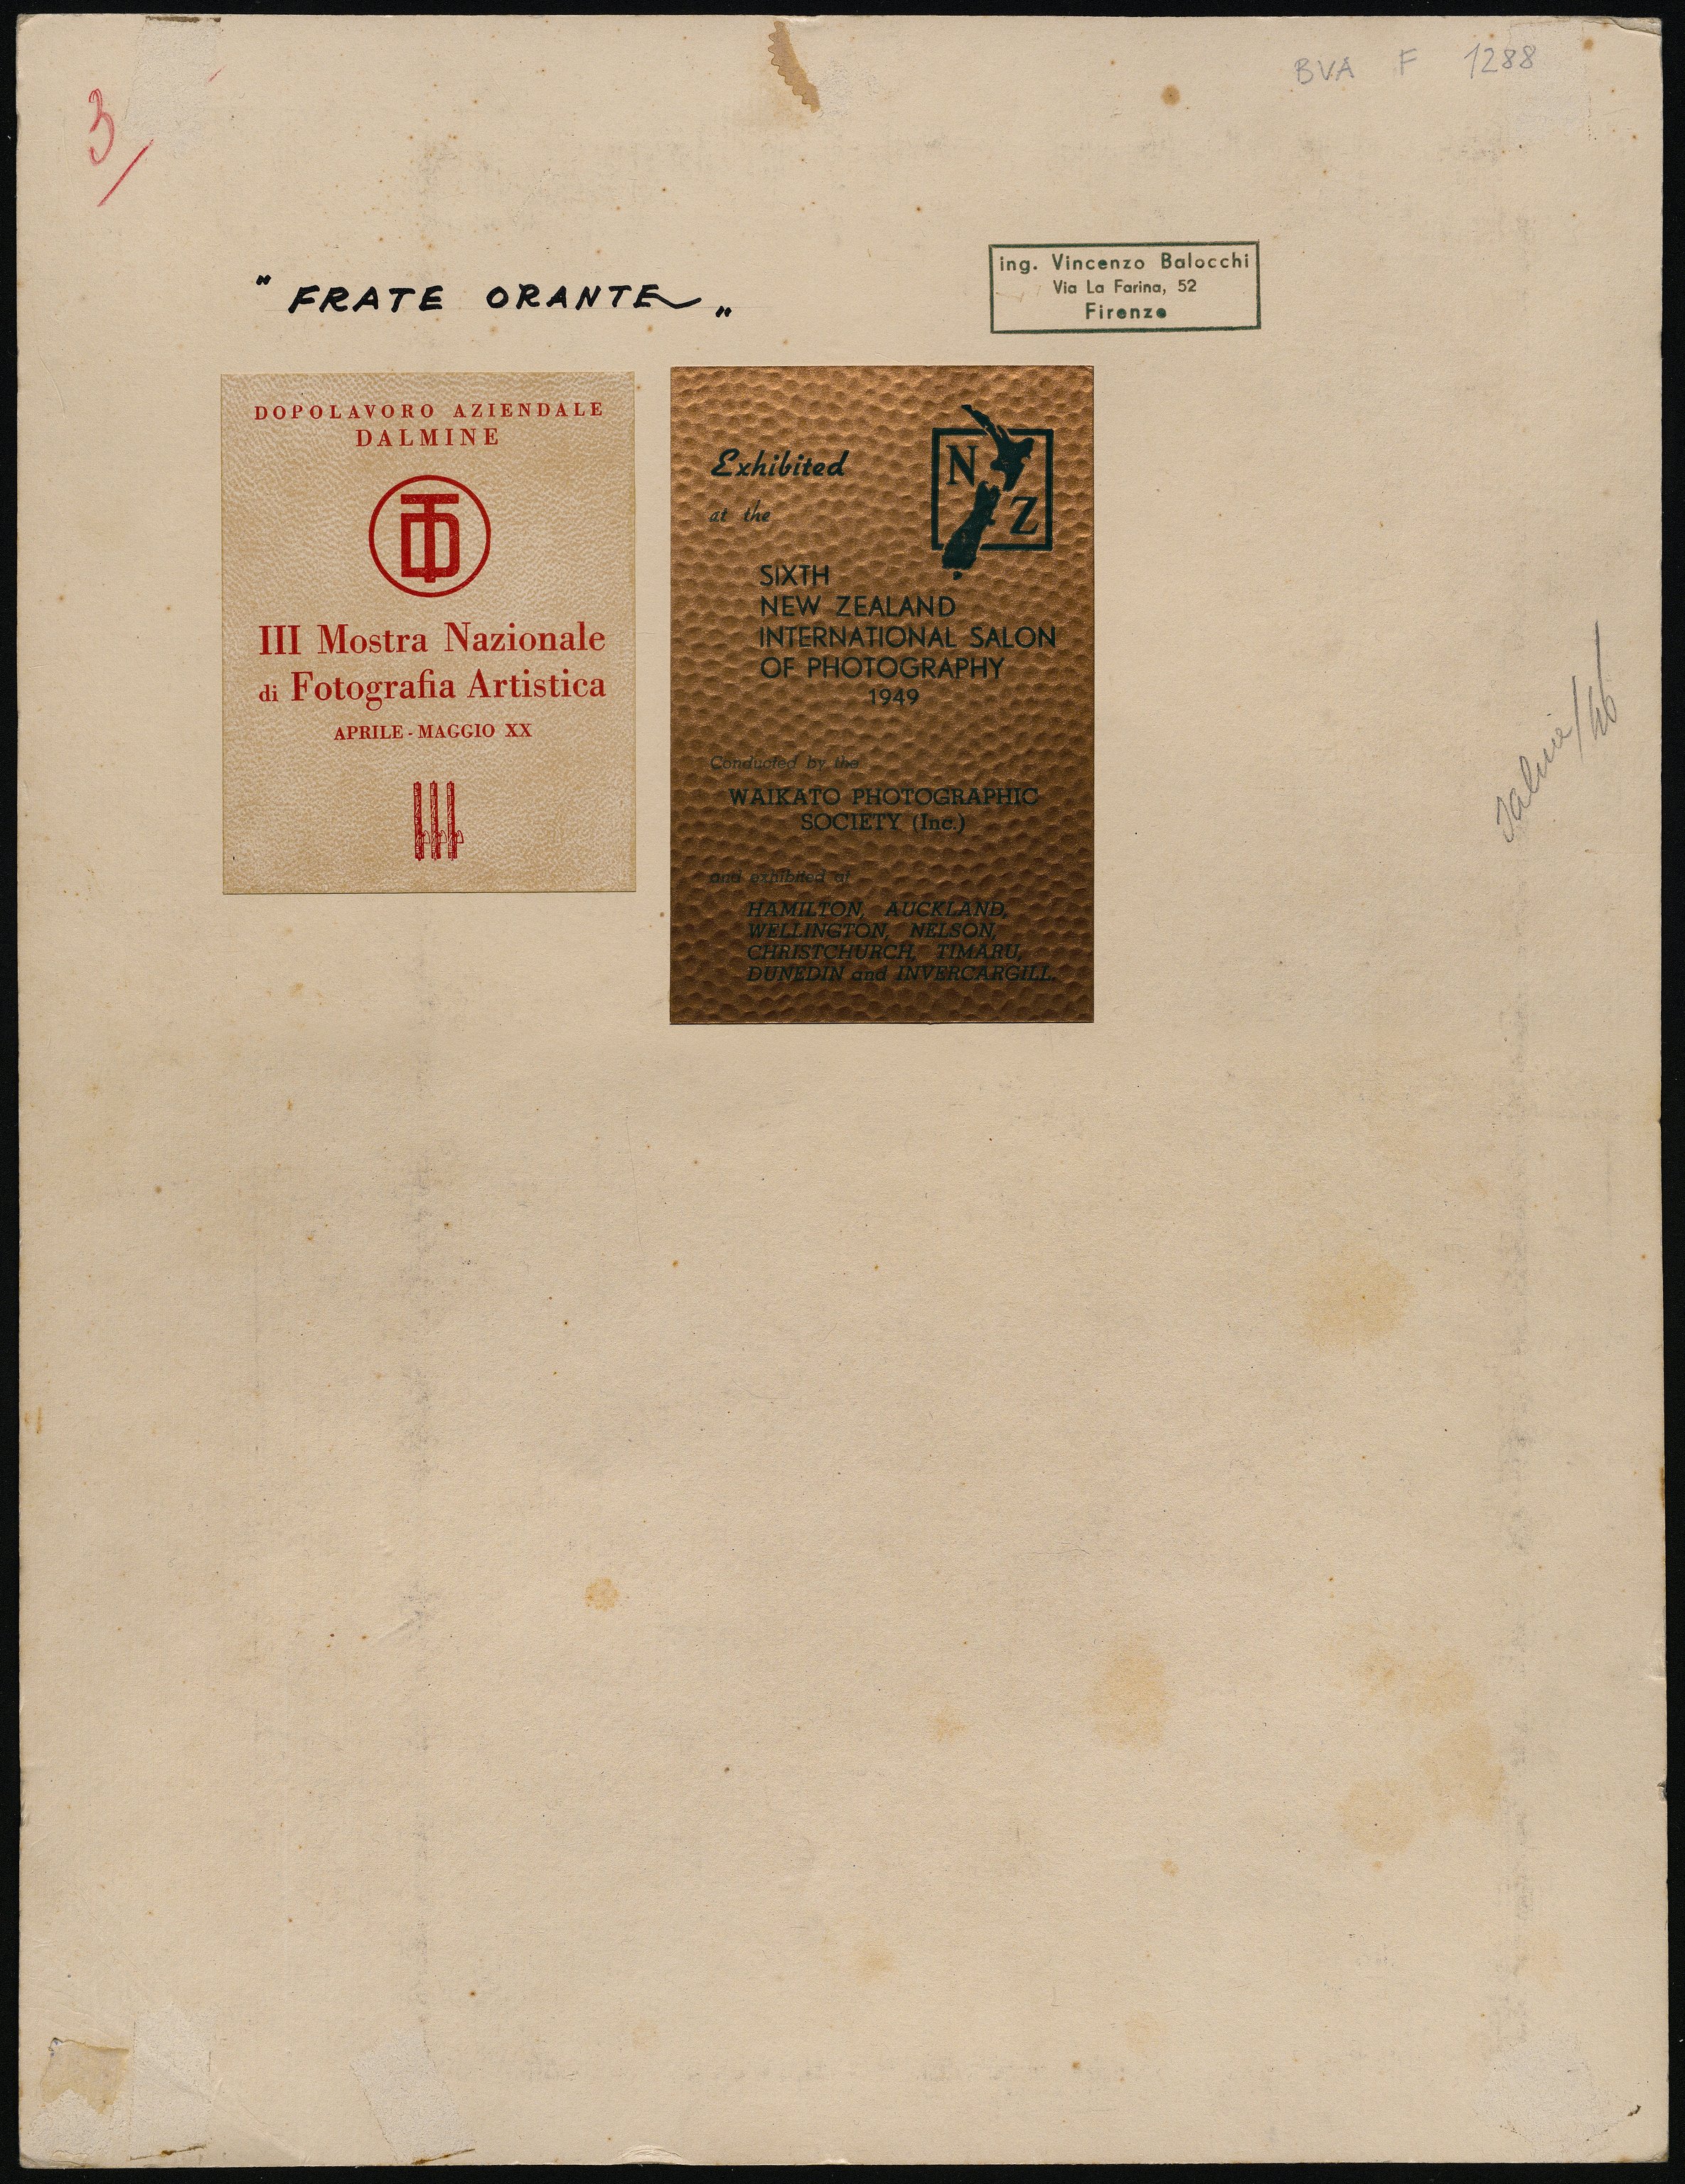 BVA F 1288
3/
"FRATE ORANTE"
ing. Vincenzo Balocchi
Via La Farina, 52
Firenze
DOPOLAVORO AZIENDALE
DALMINE
TD
III Mostra Nazionale
di Fotografia Artistica
APRILE - MAGGIO XX
Exhibited
at the
NZ
SIXTH
NEW ZEALAND
INTERNATIONAL SALON
OF PHOTOGRAPHY
1949
Conducted by the
WAIKATO PHOTOGRAPHIC
SOCIETY (Inc.)
and exhibited at
HAMILTON, AUCKLAND,
WELLINGTON, NELSON,
CHRISTCHURCH, TIMARU,
DUNEDIN and INVERCARGILL.